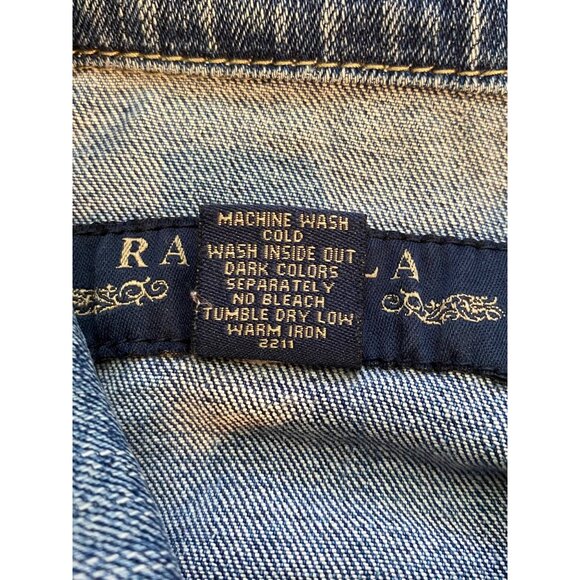 MACHINE WASH
COLD
WASH INSIDE OUT
DARK COLORS
SEPARATELY
NO BLEACH
TUMBLE DRY LOW
WARM IRON
2211